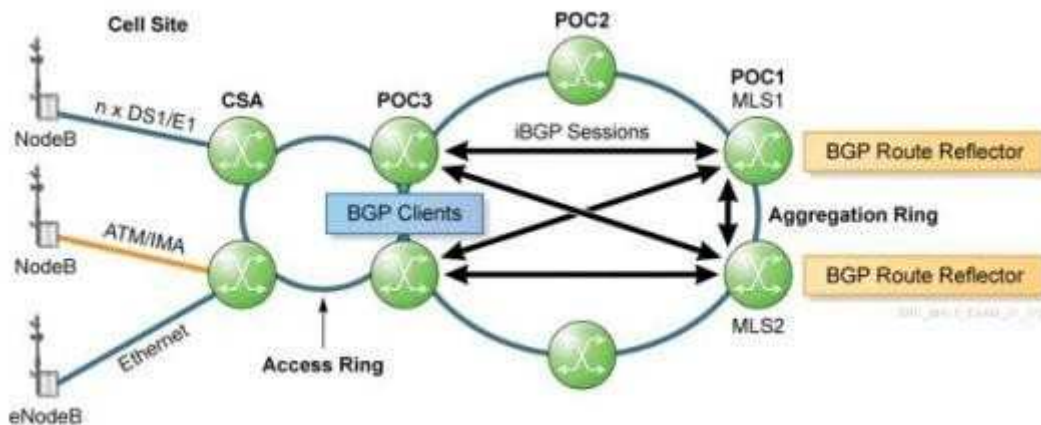 Cell Site
POC2
CSA
POC3
POC1
MLS1
n x DS1/E1
NodeB
iBGP Sessions
BGP Route Reflector
BGP Clients
Aggregation Ring
ATM/IMA
NodeB
BGP Route Reflector
MLS2
Ethernet
Access Ring
eNodeB